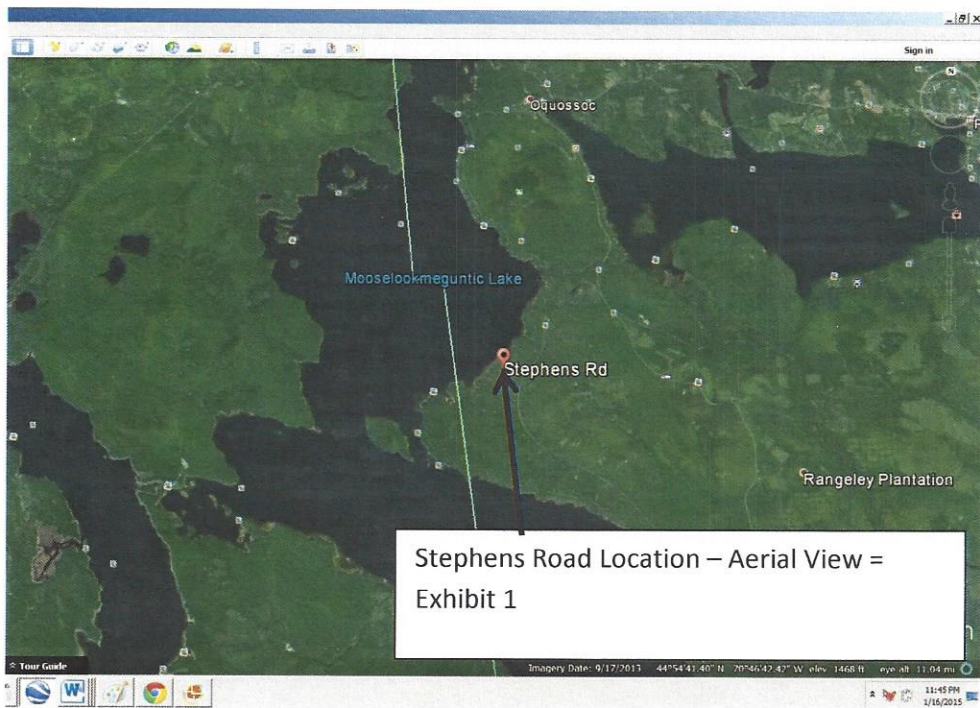 Sign in
N
Oquossoc
Mooselookmeguntic Lake
Stephens Rd
Rangeley Plantation
Stephens Road Location – Aerial View =
Exhibit 1
Tour Guide
Imagery Date: 9/17/2013 44°54'41.40" N 70°46'42.42" W elev 1468 ft eye alt 11.04 mi
W
11:45 PM
1/16/2015